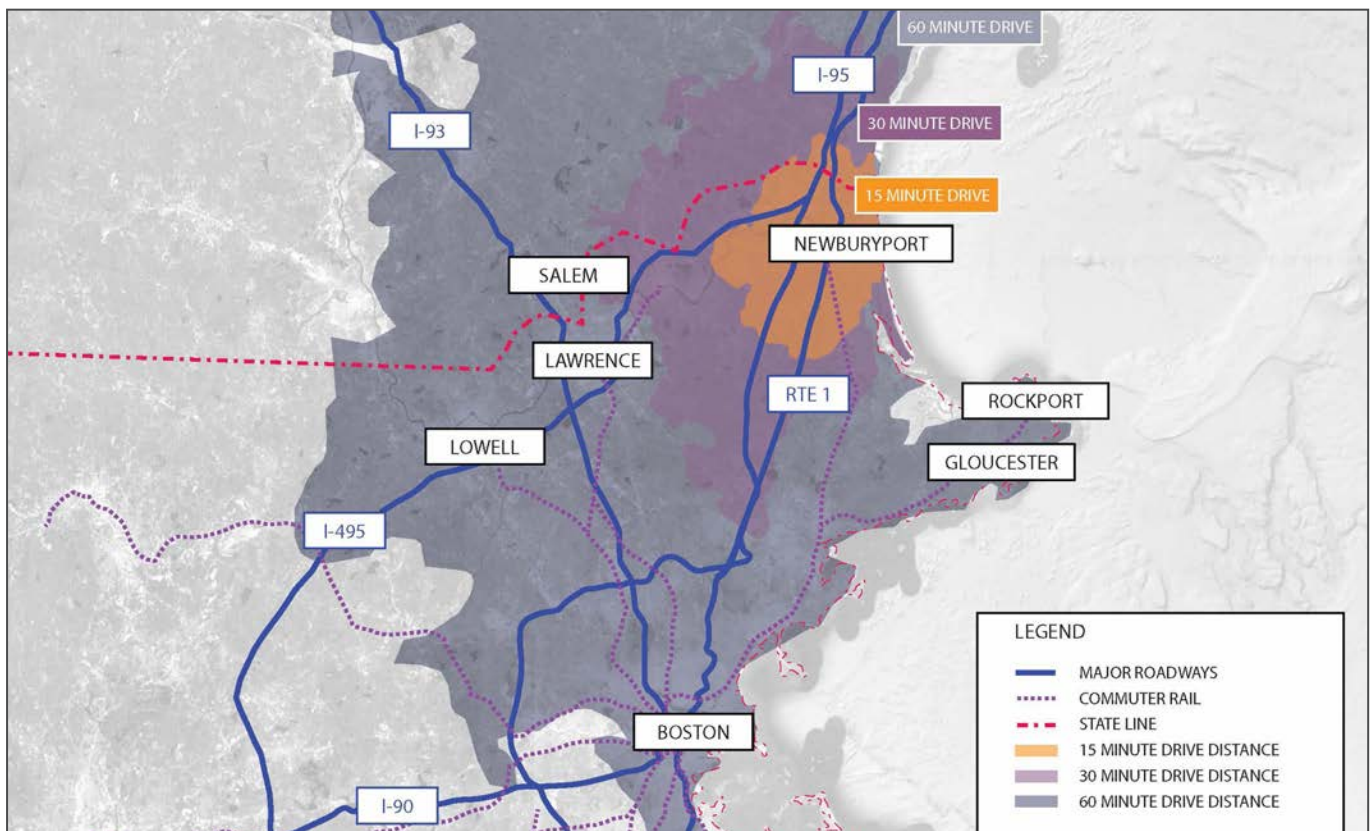 60 MINUTE DRIVE
I-95
I-93
30 MINUTE DRIVE
15 MINUTE DRIVE
NEWBURYPORT
SALEM
LAWRENCE
RTE 1
ROCKPORT
LOWELL
GLOUCESTER
I-495
BOSTON
I-90
LEGEND
MAJOR ROADWAYS
COMMUTER RAIL
STATE LINE
15 MINUTE DRIVE DISTANCE
30 MINUTE DRIVE DISTANCE
60 MINUTE DRIVE DISTANCE